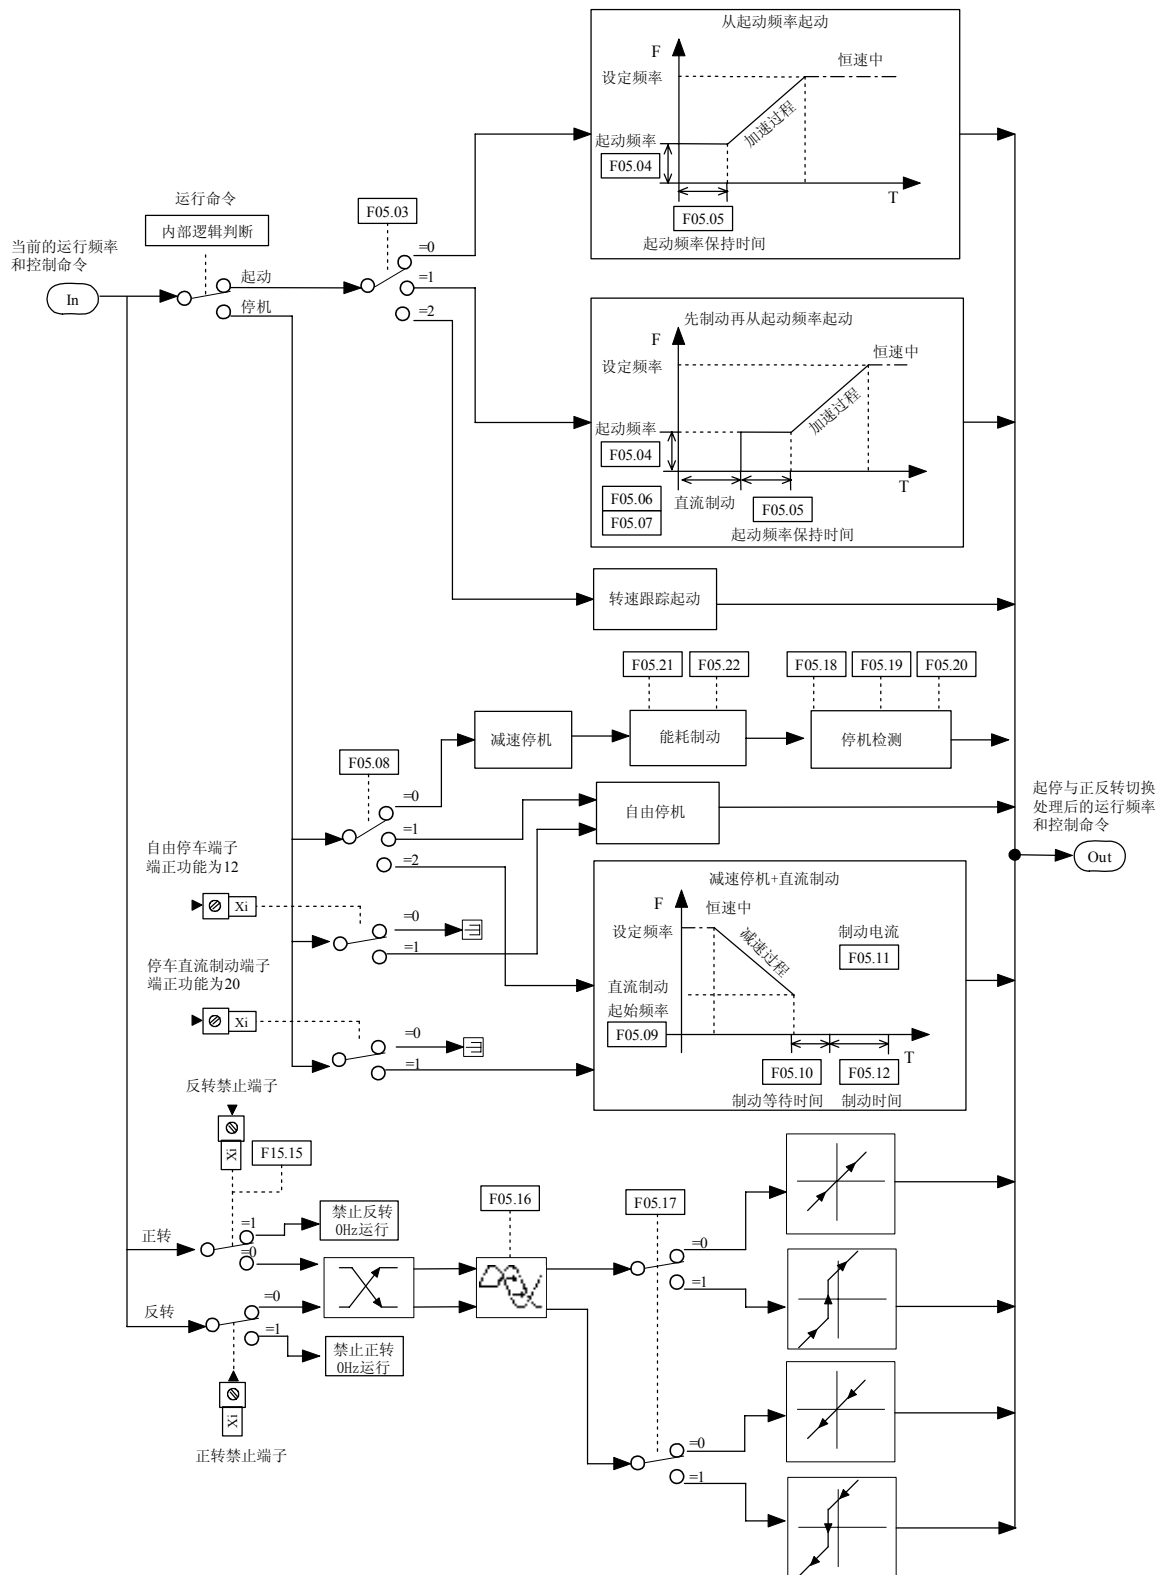 从起动频率起动
F
恒速中
设定频率
加速过程
起动频率
F05.04
T
F05.05
起动频率保持时间
运行命令
内部逻辑判断
F05.03
当前的运行频率
和控制命令
In
起动
停机
=0
=1
=2
先制动再从起动频率起动
F
恒速中
设定频率
加速过程
起动频率
F05.04
T
F05.06
F05.07
直流制动
F05.05
起动频率保持时间
转速跟踪起动
F05.21
F05.22
F05.18
F05.19
F05.20
减速停机
能耗制动
停机检测
F05.08
=0
=1
=2
自由停机
起停与正反转切换
处理后的运行频率
和控制命令
Out
自由停车端子
端正功能为12
Xi
=0
=1
减速停机+直流制动
F
恒速中
设定频率
减速过程
制动电流
F05.11
直流制动
起始频率
F05.09
T
F05.10
F05.12
制动等待时间
制动时间
停车直流制动端子
端正功能为20
Xi
=0
=1
反转禁止端子
Xi
F15.15
正转
=1
=0
禁止反转
0Hz运行
F05.16
F05.17
=0
=1
反转
=0
=1
禁止正转
0Hz运行
Xi
正转禁止端子
=0
=1